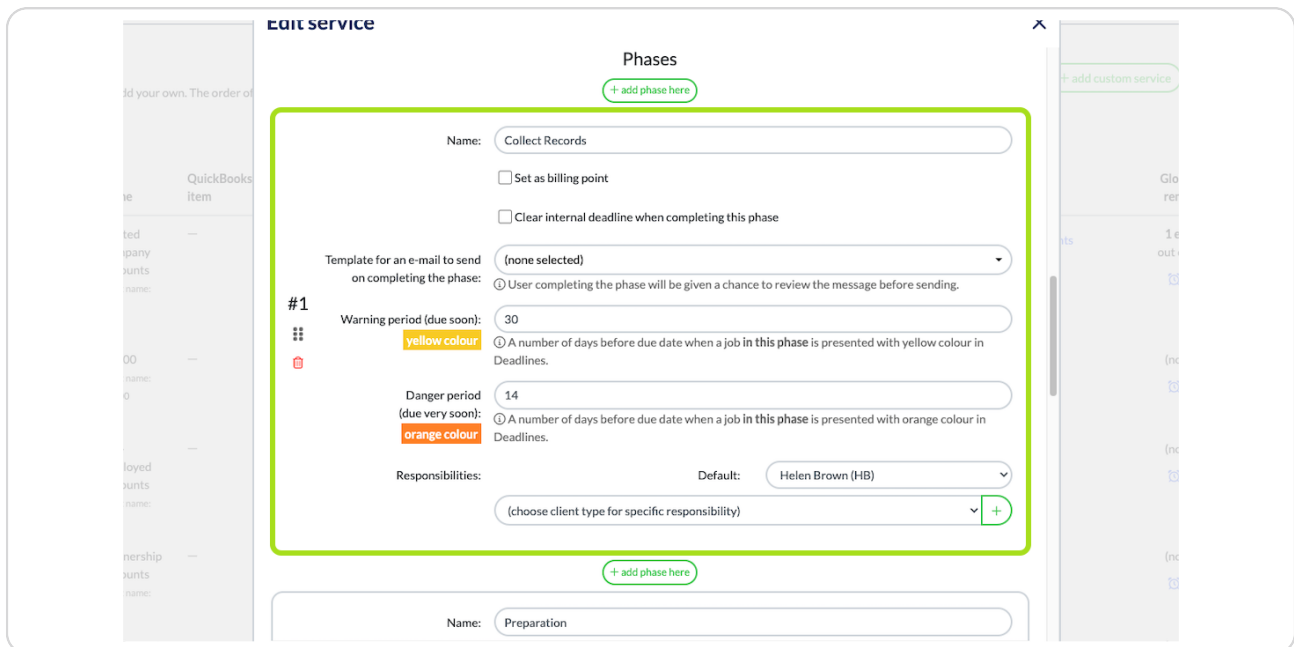 Edit service
Phases
+ add phase here
dd your own. The order of
+ add custom service
Name:
Collect Records
Set as billing point
QuickBooks
item
Clear internal deadline when completing this phase
Template for an e-mail to send
on completing the phase:
(none selected)
User completing the phase will be given a chance to review the message before sending.
#1
Warning period (due soon):
yellow colour
30
A number of days before due date when a job in this phase is presented with yellow colour in
Deadlines.
Danger period
(due very soon):
orange colour
14
A number of days before due date when a job in this phase is presented with orange colour in
Deadlines.
Responsibilities:
Default:
Helen Brown (HB)
(choose client type for specific responsibility)
+
+ add phase here
Name:
Preparation